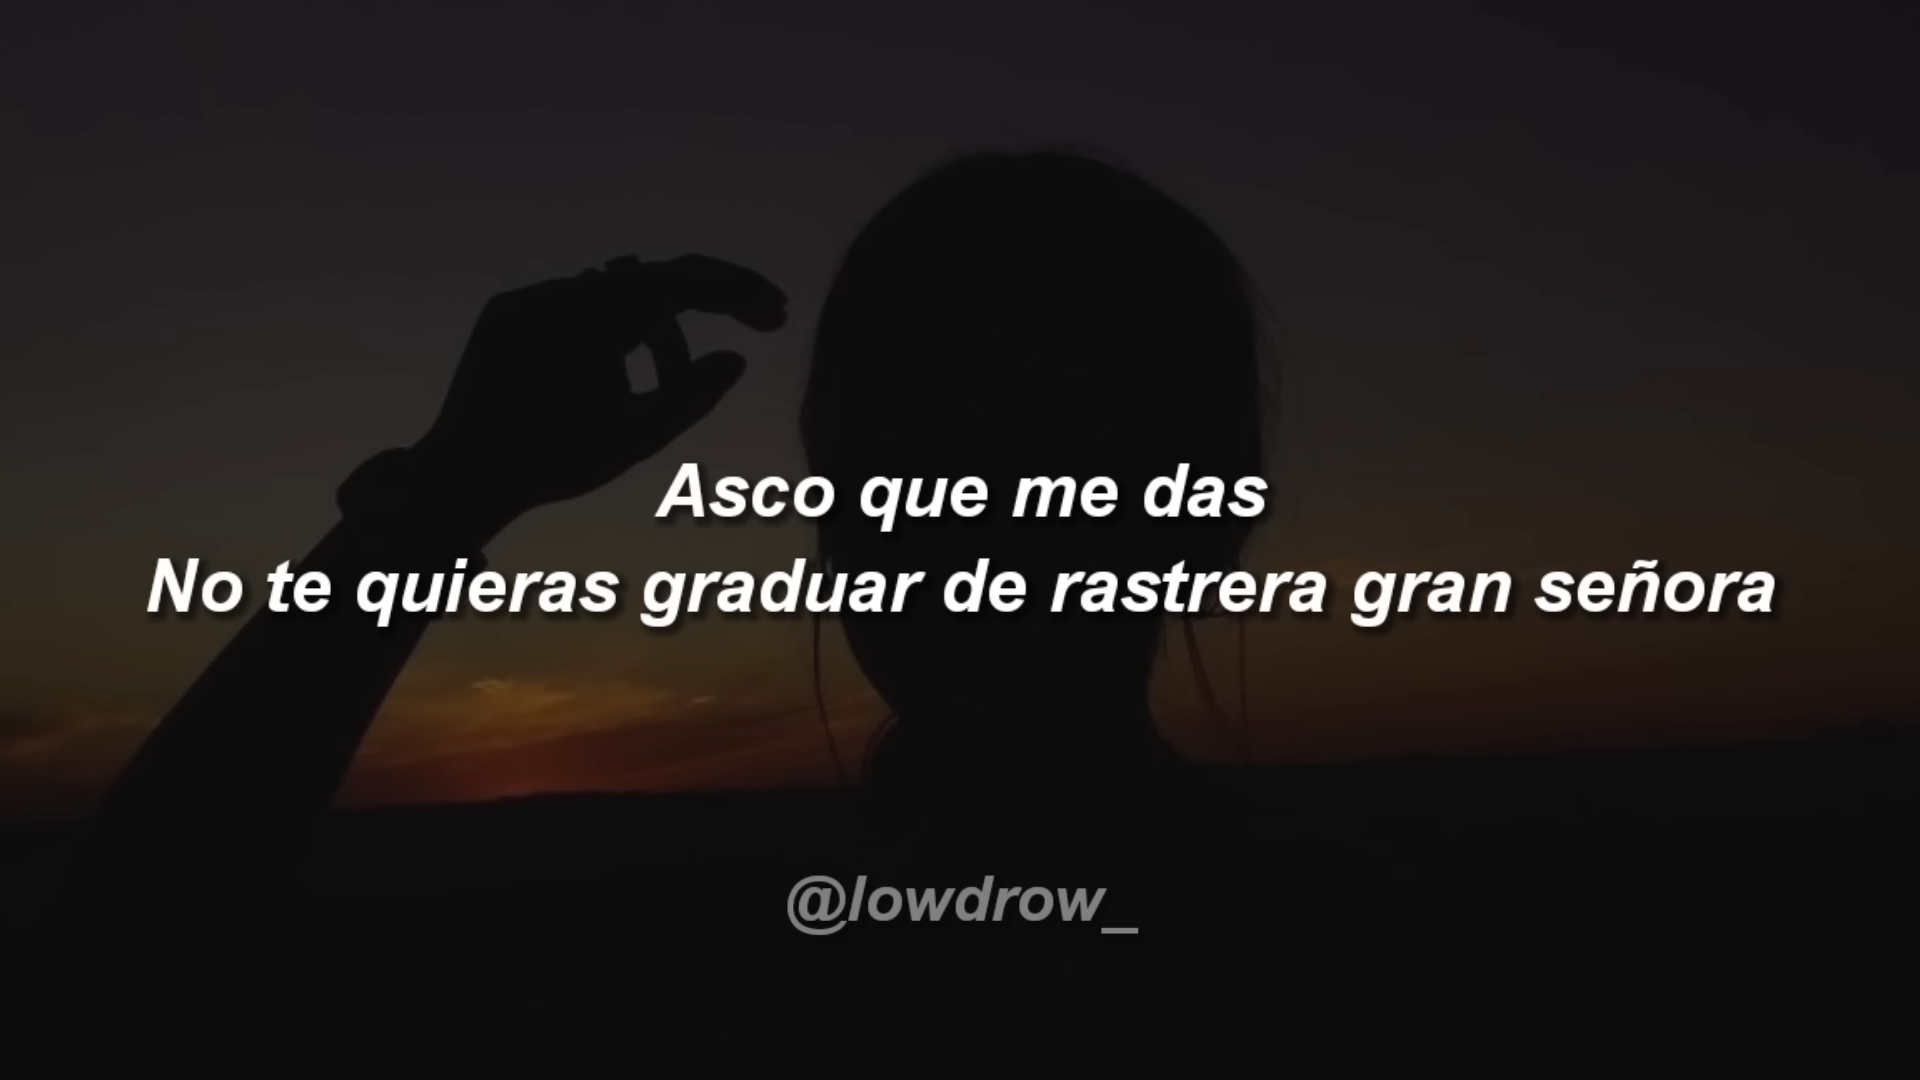 Asco que me das
No te quieras graduar de rastrera gran señora
@lowdrow_